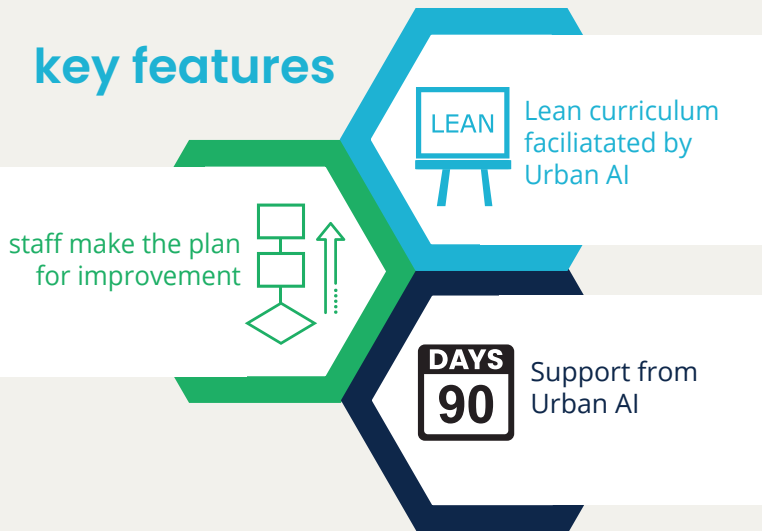 key features
LEAN
Lean curriculum
faciliatated by
Urban AI
staff make the plan
for improvement
DAYS
90
Support from
Urban AI